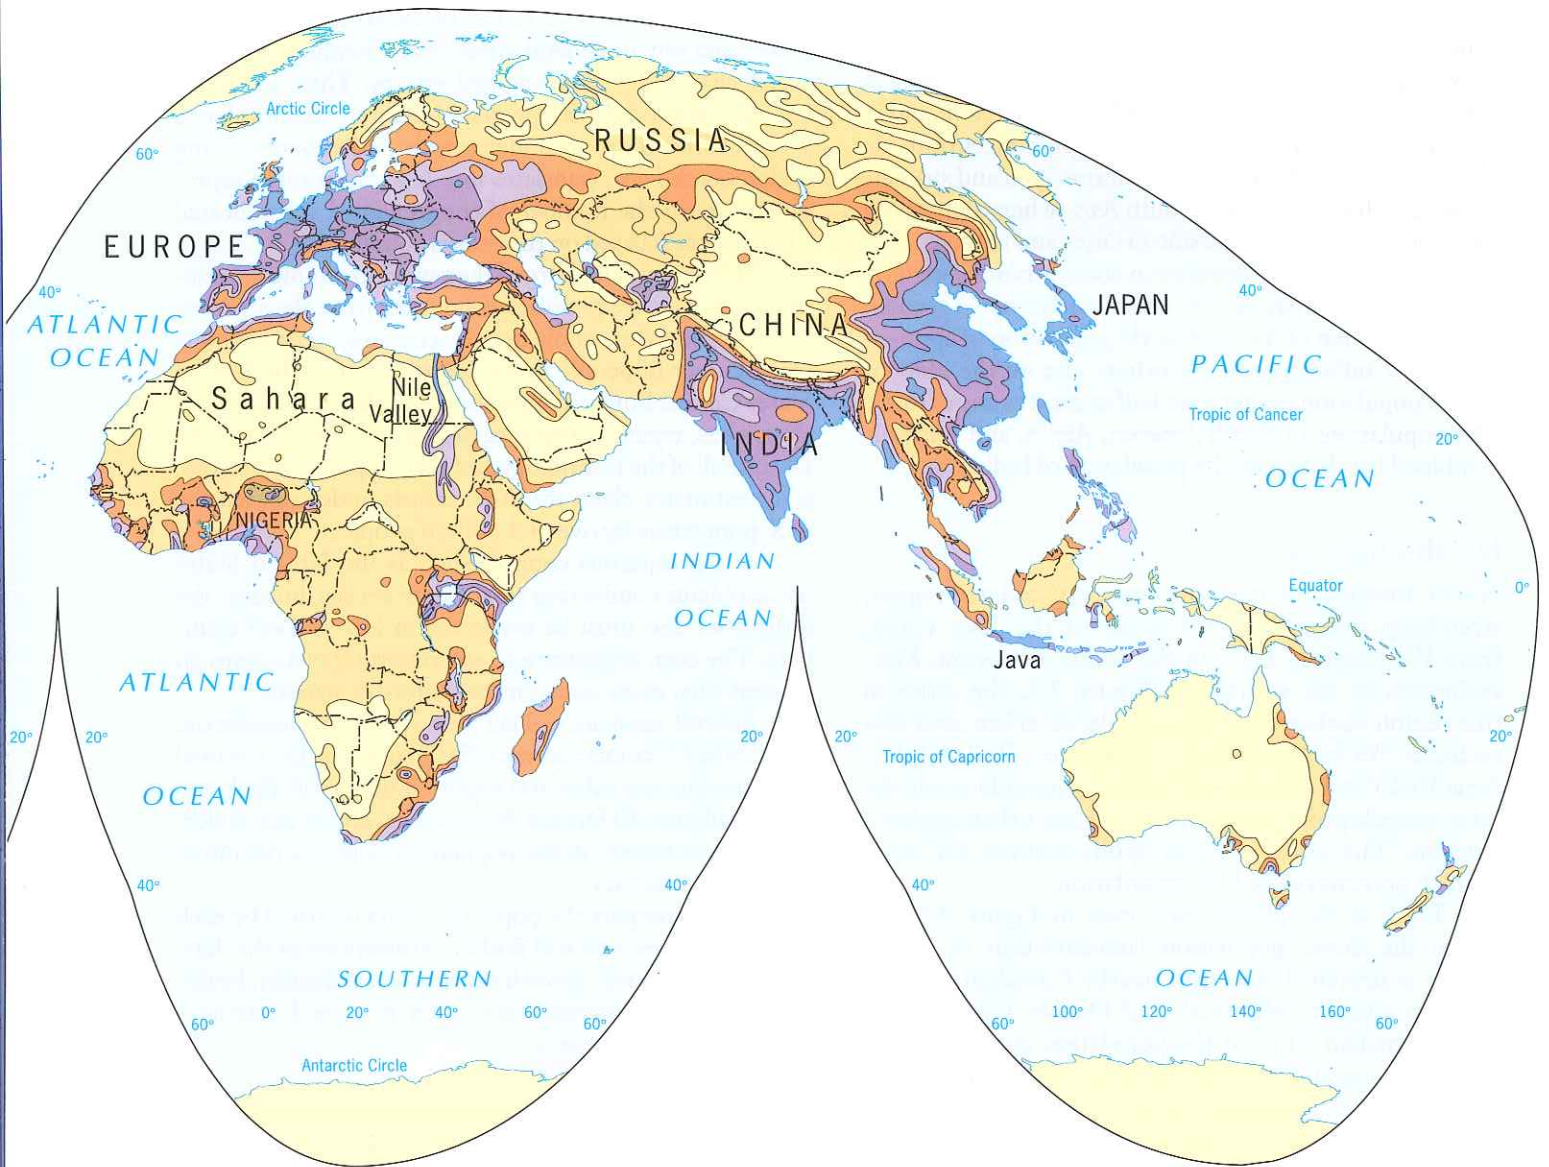 Arctic Circle
RUSSIA
60°
60°
EUROPE
40°
40°
JAPAN
ATLANTIC
OCEAN
CHINA
PACIFIC
Nile
Valley
Sahara
Tropic of Cancer
INDIA
20°
OCEAN
NIGERIA
INDIAN
OCEAN
Equator
0°
Java
ATLANTIC
20°
20°
20°
20°
20°
Tropic of Capricorn
OCEAN
40°
40°
40°
SOUTHERN
OCEAN
60°
0°
20°
40°
60°
60°
60°
100°
120°
140°
160°
60°
Antarctic Circle